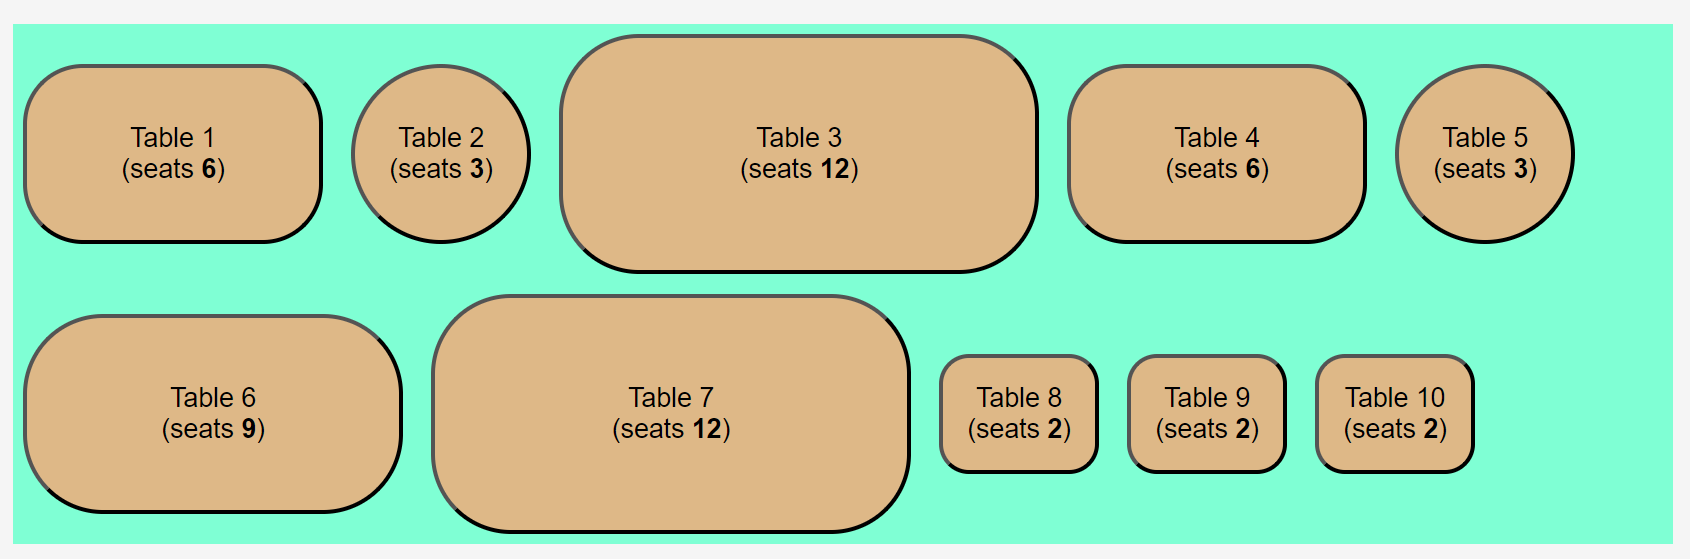 Table 1
(seats 6)
Table 2
(seats 3)
Table 3
(seats 12)
Table 4
(seats 6)
Table 5
(seats 3)
Table 6
(seats 9)
Table 7
(seats 12)
Table 8
(seats 2)
Table 9
(seats 2)
Table 10
(seats 2)